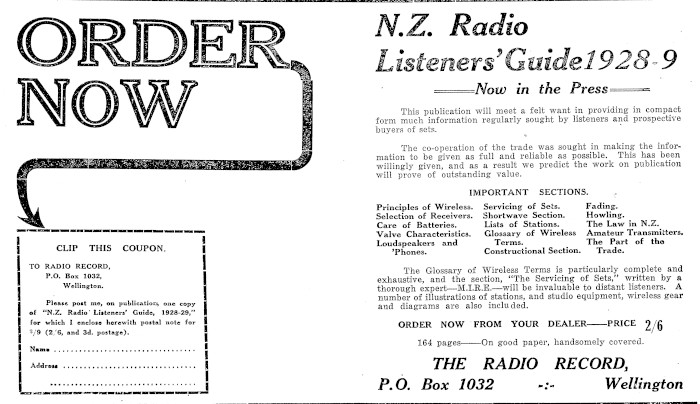 ORDER
NOW
CLIP THIS COUPON.
TO RADIO RECORD,
P.O. Box 1032,
Wellington.
Please post me, on publication, one copy
of "N.Z. Radio Listeners' Guide, 1928-29,"
for which I enclose herewith postal note for
2/9 (2/6, and 3d. postage).
Name
Address
N.Z. Radio
Listeners' Guide 1928-9
Now in the Press
This publication will meet a felt want in providing in compact
form much information regularly sought by listeners and prospective
buyers of sets.
The co-operation of the trade was sought in making the infor-
mation to be given as full and reliable as possible. This has been
willingly given, and as a result we predict the work on publication
will prove of outstanding value.
IMPORTANT SECTIONS.
Principles of Wireless.
Selection of Receivers.
Care of Batteries.
Valve Characteristics.
Loudspeakers and
'Phones.
Servicing of Sets.
Shortwave Section.
Lists of Stations.
Glossary of Wireless
Terms.
Constructional Section.
Fading.
Howling.
The Law in N.Z.
Amateur Transmitters.
The Part of the
Trade.
The Glossary of Wireless Terms is particularly complete and
exhaustive, and the section, "The Servicing of Sets," written by a
thorough expert—M.I.R.E.—will be invaluable to distant listeners. A
number of illustrations of stations, and studio equipment, wireless gear
and diagrams are also included.
ORDER NOW FROM YOUR DEALER——PRICE 2/6
164 pages——On good paper, handsomely covered.
THE RADIO RECORD,
P.O. Box 1032 -:- Wellington